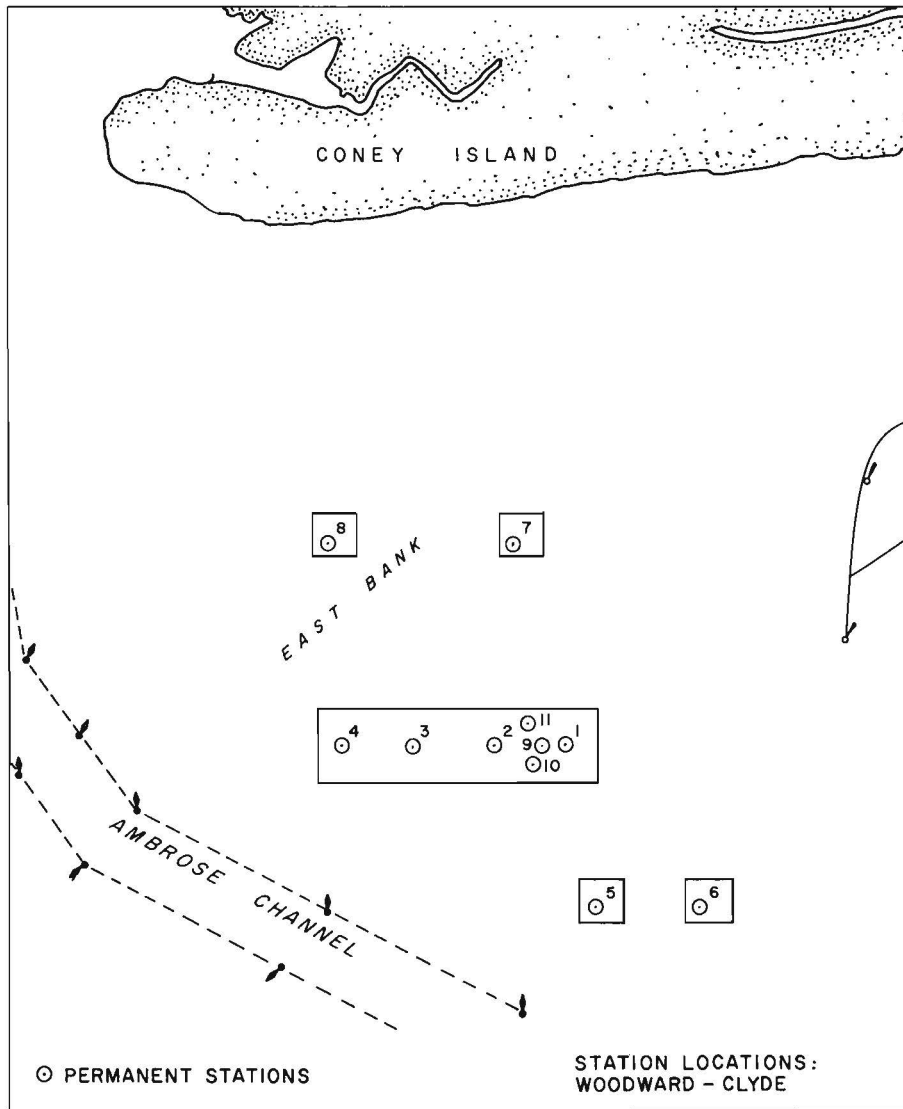 CONEY ISLAND
8
7
EAST BANK
4 3 2 11 9 1
10
AMBROSE CHANNEL
5 6
PERMANENT STATIONS
STATION LOCATIONS:
WOODWARD - CLYDE